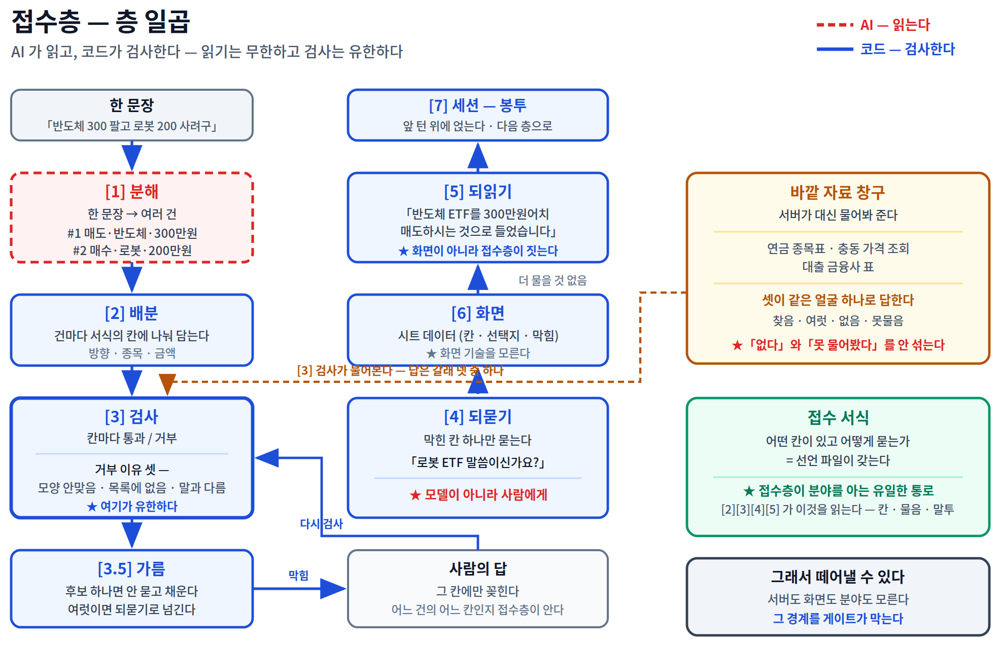 접수층 — 층 일곱
AI 가 읽고, 코드가 검사한다 — 읽기는 무한하고 검사는 유한하다
AI — 읽는다
코드 — 검사한다
한 문장
「반도체 300 팔고 로봇 200 사려구」
[1] 분해
한 문장 → 여러 건
#1 매도·반도체·300만원
#2 매수·로봇·200만원
[2] 배분
건마다 서식의 칸에 나눠 담는다
방향 · 종목 · 금액
[3] 검사
칸마다 통과 / 거부
거부 이유 셋 —
모양 안맞음 · 목록에 없음 · 말과 다름
★ 여기가 유한하다
[3.5] 가름
후보 하나면 안 묻고 채운다
여럿이면 되묻기로 넘긴다
[7] 세션 — 봉투
앞 턴 위에 얹는다 · 다음 층으로
[5] 되읽기
「반도체 ETF를 300만원어치
매도하시는 것으로 들었습니다」
★ 화면이 아니라 접수층이 짓는다
더 물을 것 없음
[6] 화면
시트 데이터 (칸 · 선택지 · 막힘)
★ 화면 기술을 모른다
[3] 검사가 물어본다 — 답은 갈래 넷 중 하나
[4] 되묻기
막힌 칸 하나만 묻는다
「로봇 ETF 말씀이신가요?」
★ 모델이 아니라 사람에게
다시 검사
막힘
사람의 답
그 칸에만 꽂힌다
어느 건의 어느 칸인지 접수층이 안다
바깥 자료 창구
서버가 대신 물어봐 준다
연금 종목표 · 충동 가격 조회
대출 금융사 표
셋이 같은 얼굴 하나로 답한다
찾음 · 여럿 · 없음 · 못물음
★「없다」와「못 물어봤다」를 안 섞는다
접수 서식
어떤 칸이 있고 어떻게 묻는가
= 선언 파일이 갖는다
★ 접수층이 분야를 아는 유일한 통로
[2][3][4][5] 가 이것을 읽는다 — 칸 · 물음 · 말투
그래서 떼어낼 수 있다
서버도 화면도 분야도 모른다
그 경계를 게이트가 막는다